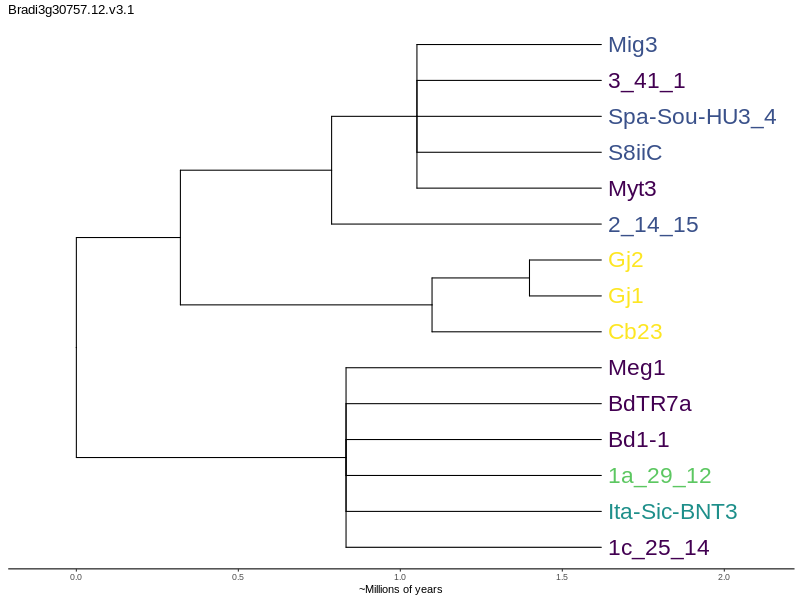 Bradi3g30757.12.v3.1
Mig3
3_41_1
Spa-Sou-HU3_4
S8iiC
Myt3
2_14_15
Gj2
Gj1
Cb23
Meg1
BdTR7a
Bd1-1
1a_29_12
Ita-Sic-BNT3
1c_25_14
0.0 0.5 1.0 1.5 2.0
~Millions of years